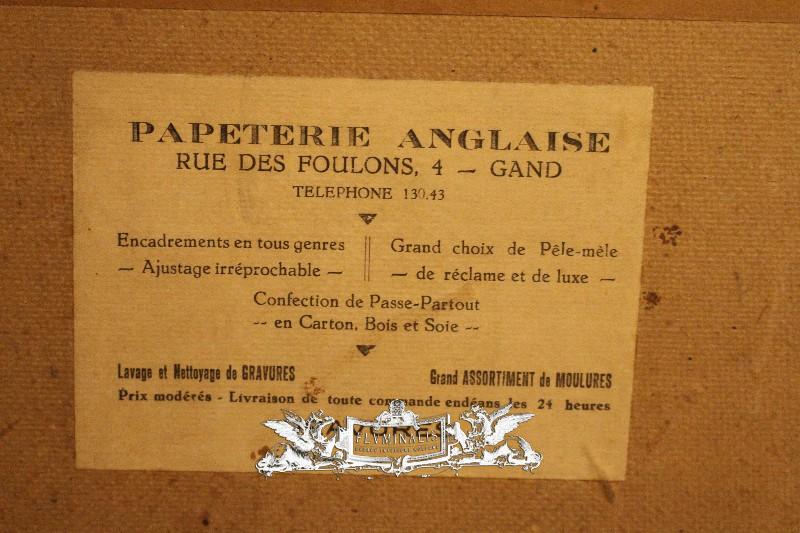 PAPETERIE ANGLAISE
RUE DES FOULONS, 4 — GAND
TELEPHONE 130.43
Encadrements en tous genres
— Ajustage irréprochable —
Grand choix de Pêle-mèle
— de réclame et de luxe —
Confection de Passe-Partout
-- en Carton, Bois et Soie --
Lavage et Nettoyage de GRAVURES
Grand ASSORTIMENT de MOULURES
Prix modérés - Livraison de toute commande endéans les 24 heures
FLVMINALIS